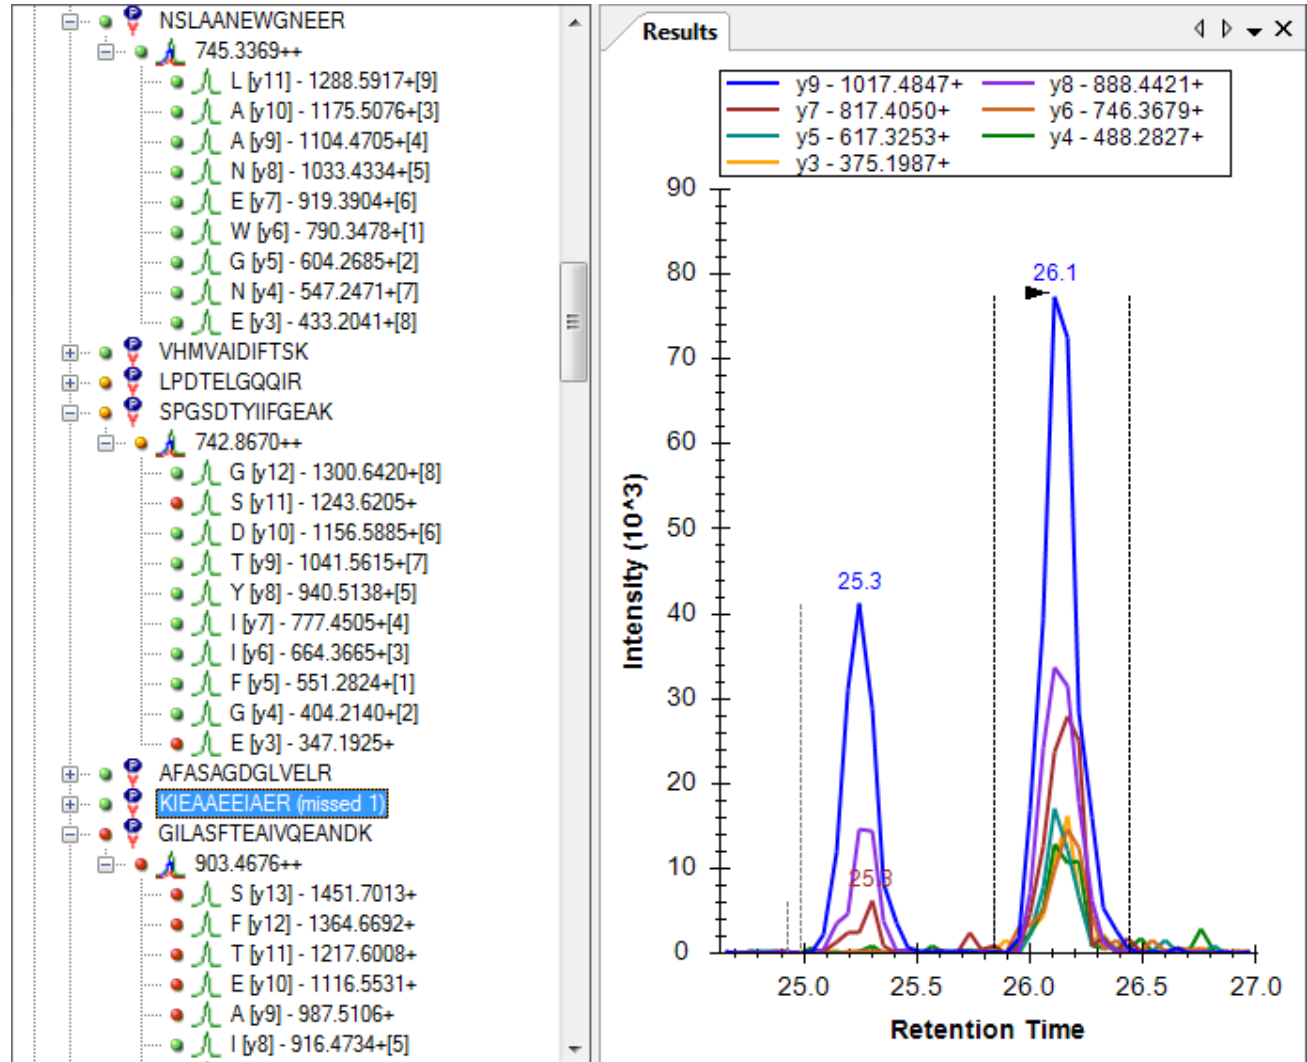 NSLAANEWGNEER
745.3369++
L [y11] - 1288.5917+[9]
A [y10] - 1175.5076+[3]
A [y9] - 1104.4705+[4]
N [y8] - 1033.4334+[5]
E [y7] - 919.3904+[6]
W [y6] - 790.3478+[1]
G [y5] - 604.2685+[2]
N [y4] - 547.2471+[7]
E [y3] - 433.2041+[8]
VHMVAIDIFTSK
LPDTELGQQIR
SPGSDTYIIFGEAK
742.8670++
G [y12] - 1300.6420+[8]
S [y11] - 1243.6205+
D [y10] - 1156.5885+[6]
T [y9] - 1041.5615+[7]
Y [y8] - 940.5138+[5]
I [y7] - 777.4505+[4]
I [y6] - 664.3665+[3]
F [y5] - 551.2824+[1]
G [y4] - 404.2140+[2]
E [y3] - 347.1925+
AFASAGDGLVELR
KIEAAEEIAER (missed 1)
GILASFTEAIVQEANDK
903.4676++
S [y13] - 1451.7013+
F [y12] - 1364.6692+
T [y11] - 1217.6008+
E [y10] - 1116.5531+
A [y9] - 987.5106+
I [y8] - 916.4734+[5]
Results
y9 - 1017.4847+ y8 - 888.4421+
y7 - 817.4050+ y6 - 746.3679+
y5 - 617.3253+ y4 - 488.2827+
y3 - 375.1987+
90
80
70
60
50
40
30
20
10
0
Intensity (10^3)
26.1
25.3
25.3
25.0 25.5 26.0 26.5 27.0
Retention Time